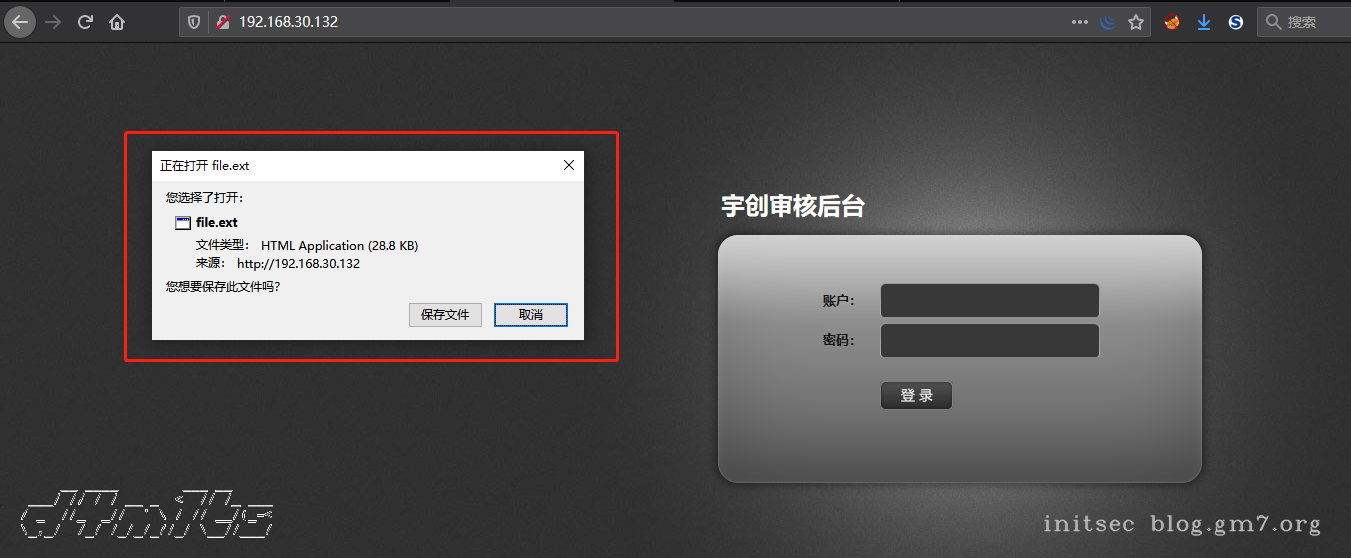 192.168.30.132
搜索
正在打开 file.ext
您选择了打开:
file.ext
文件类型: HTML Application (28.8 KB)
来源: http://192.168.30.132
您想要保存此文件吗?
保存文件
取消
宇创审核后台
账户:
密码:
登 录
d4m1ts
initsec blog.gm7.org